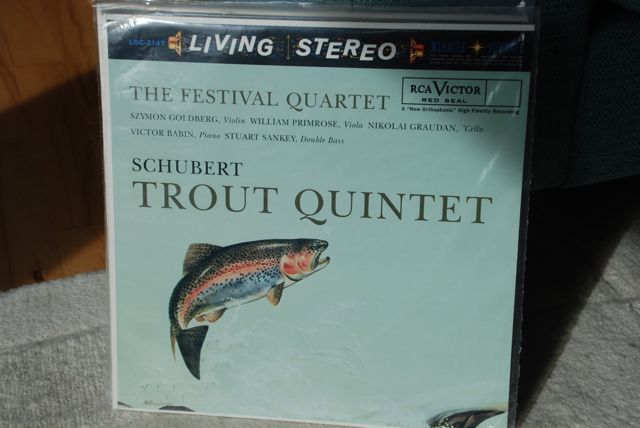 LSC-2147 LIVING STEREO MIRACLE
RCA VICTOR
RED SEAL
A "New Orthophonic" High Fidelity Recording
THE FESTIVAL QUARTET
SZYMON GOLDBERG, Violin WILLIAM PRIMROSE, Viola NIKOLAI GRAUDAN, 'Cello
VICTOR BABIN, Piano STUART SANKEY, Double Bass
SCHUBERT
TROUT QUINTET